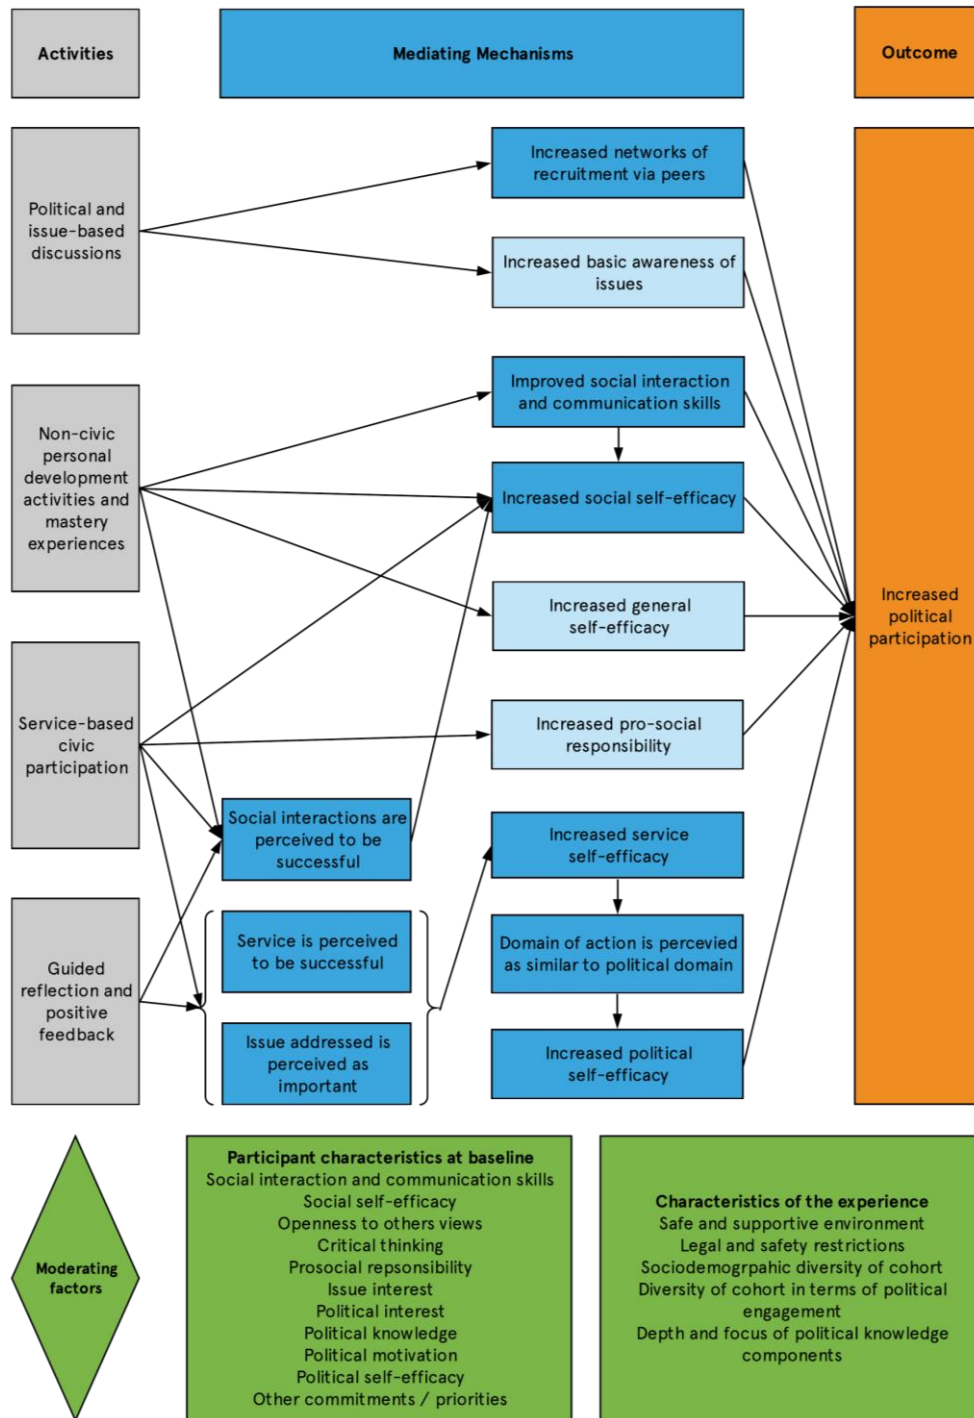 Activities
Mediating Mechanisms
Outcome
Political and
issue-based
discussions
Increased networks of
recruitment via peers
Increased basic awareness of
issues
Non-civic
personal
development
activities and
mastery
experiences
Improved social interaction
and communication skills
Increased social self-efficacy
Increased general
self-efficacy
Increased
political
participation
Service-based
civic
participation
Increased pro-social
responsibility
Social interactions are
perceived to be
successful
Increased service
self-efficacy
Guided
reflection and
positive
feedback
Service is perceived
to be successful
Domain of action is percevied
as similar to political domain
Issue addressed is
perceived as
important
Increased political
self-efficacy
Moderating
factors
Participant characteristics at baseline
Social interaction and communication skills
Social self-efficacy
Openness to others views
Critical thinking
Prosocial repsonsibility
Issue interest
Political interest
Political knowledge
Political motivation
Political self-efficacy
Other commitments / priorities
Characteristics of the experience
Safe and supportive environment
Legal and safety restrictions
Sociodemogrpahic diversity of cohort
Diversity of cohort in terms of political
engagement
Depth and focus of political knowledge
components